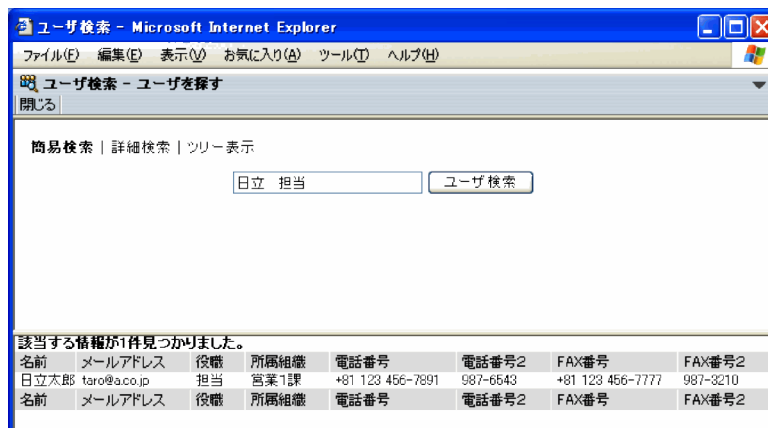 ユーザ検索 - Microsoft Internet Explorer
ファイル(F) 編集(E) 表示(V) お気に入り(A) ツール(T) ヘルプ(H)
ユーザ検索 - ユーザを探す
閉じる
簡易検索 | 詳細検索 | ツリー表示
日立 担当 ユーザ検索
該当する情報が1件見つかりました。
名前 メールアドレス 役職 所属組織 電話番号 電話番号2 FAX番号 FAX番号2
日立太郎 taro@a.co.jp 担当 営業1課 +81 123 456-7891 987-6543 +81 123 456-7777 987-3210
名前 メールアドレス 役職 所属組織 電話番号 電話番号2 FAX番号 FAX番号2